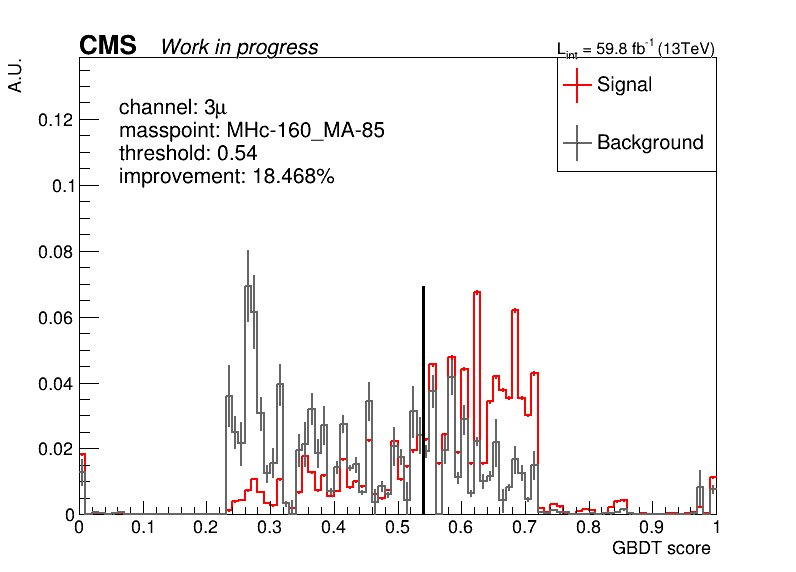 CMS Work in progress
L_int = 59.8 fb^-1 (13TeV)
A.U.
Signal
Background
channel: 3μ
masspoint: MHc-160_MA-85
threshold: 0.54
improvement: 18.468%
0.12
0.1
0.08
0.06
0.04
0.02
0
0 0.1 0.2 0.3 0.4 0.5 0.6 0.7 0.8 0.9 1
GBDT score